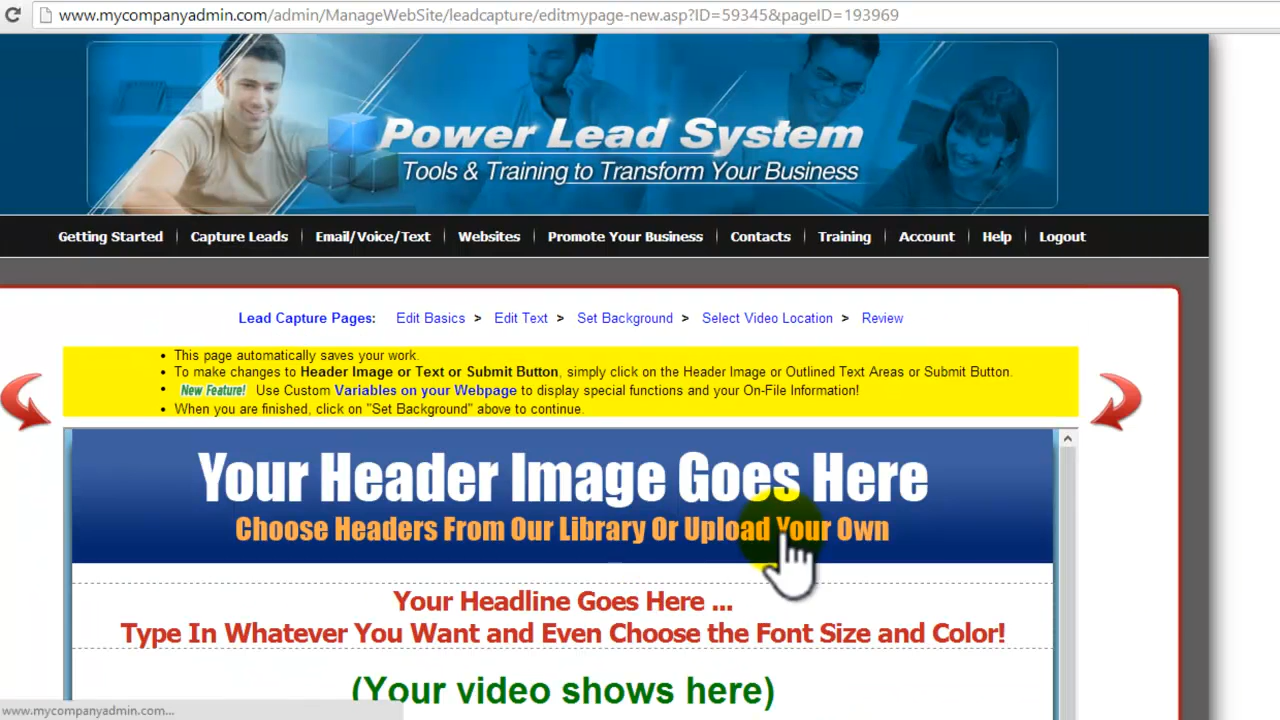 www.mycompanyadmin.com/admin/ManageWebSite/leadcapture/editmypage-new.asp?ID=59345&pageID=193969
Power Lead System
Tools & Training to Transform Your Business
Getting Started Capture Leads Email/Voice/Text Websites Promote Your Business Contacts Training Account Help Logout
Lead Capture Pages: Edit Basics > Edit Text > Set Background > Select Video Location > Review
• This page automatically saves your work.
• To make changes to Header Image or Text or Submit Button, simply click on the Header Image or Outlined Text Areas or Submit Button.
• New Feature! Use Custom Variables on your Webpage to display special functions and your On-File Information!
• When you are finished, click on "Set Background" above to continue.
Your Header Image Goes Here
Choose Headers From Our Library Or Upload Your Own
Your Headline Goes Here ...
Type In Whatever You Want and Even Choose the Font Size and Color!
(Your video shows here)
www.mycompanyadmin.com...